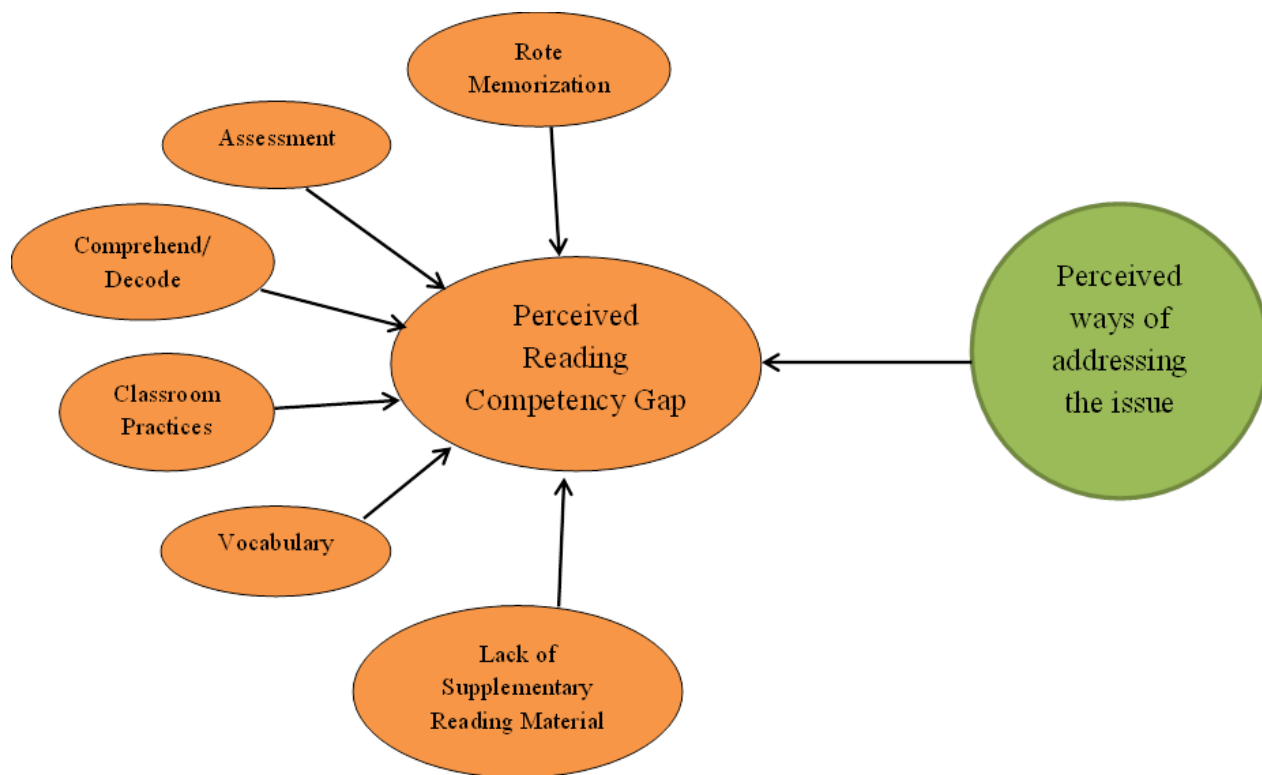 Rote
Memorization
Assessment
Comprehend/
Decode
Classroom
Practices
Vocabulary
Lack of
Supplementary
Reading Material
Perceived
Reading
Competency Gap
Perceived
ways of
addressing
the issue